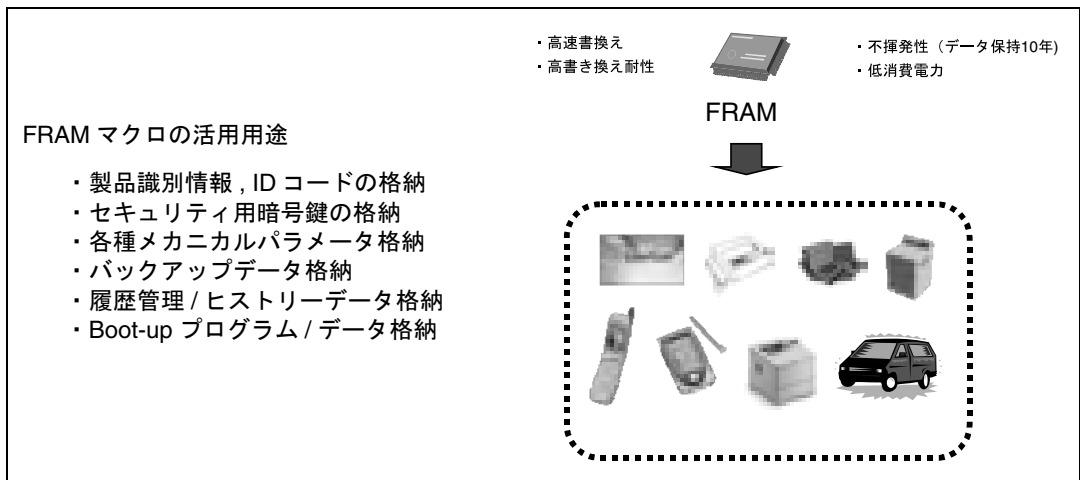 ・高速書換え
・高書き換え耐性
・不揮発性（データ保持10年)
・低消費電力
FRAM
FRAM マクロの活用用途
・製品識別情報 , ID コードの格納
・セキュリティ用暗号鍵の格納
・各種メカニカルパラメータ格納
・バックアップデータ格納
・履歴管理 / ヒストリーデータ格納
・Boot-up プログラム / データ格納